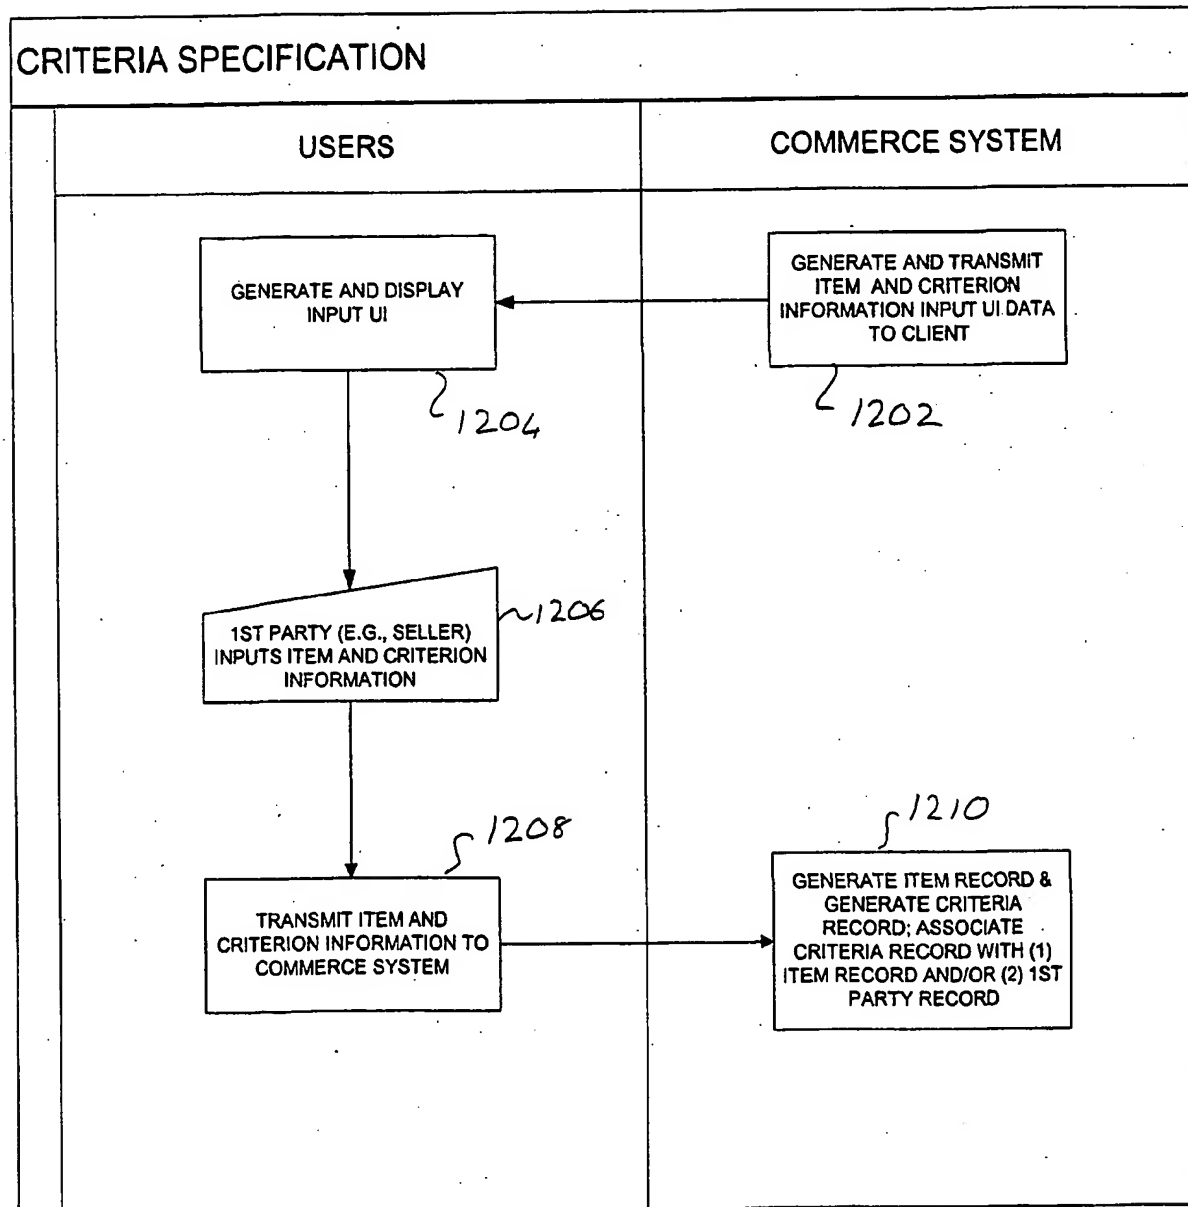 CRITERIA SPECIFICATION
USERS
COMMERCE SYSTEM
GENERATE AND DISPLAY
INPUT UI
1204
GENERATE AND TRANSMIT
ITEM AND CRITERION
INFORMATION INPUT UI DATA
TO CLIENT
1202
1ST PARTY (E.G., SELLER)
INPUTS ITEM AND CRITERION
INFORMATION
1206
1208
TRANSMIT ITEM AND
CRITERION INFORMATION TO
COMMERCE SYSTEM
1210
GENERATE ITEM RECORD &
GENERATE CRITERIA
RECORD; ASSOCIATE
CRITERIA RECORD WITH (1)
ITEM RECORD AND/OR (2) 1ST
PARTY RECORD